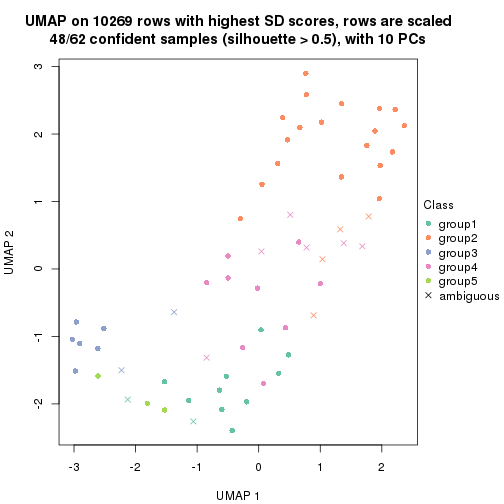 UMAP on 10269 rows with highest SD scores, rows are scaled
48/62 confident samples (silhouette > 0.5), with 10 PCs
3
2
1
0
-1
-2
UMAP 2
-3
-2
-1
0
1
2
UMAP 1
Class
group1
group2
group3
group4
group5
ambiguous